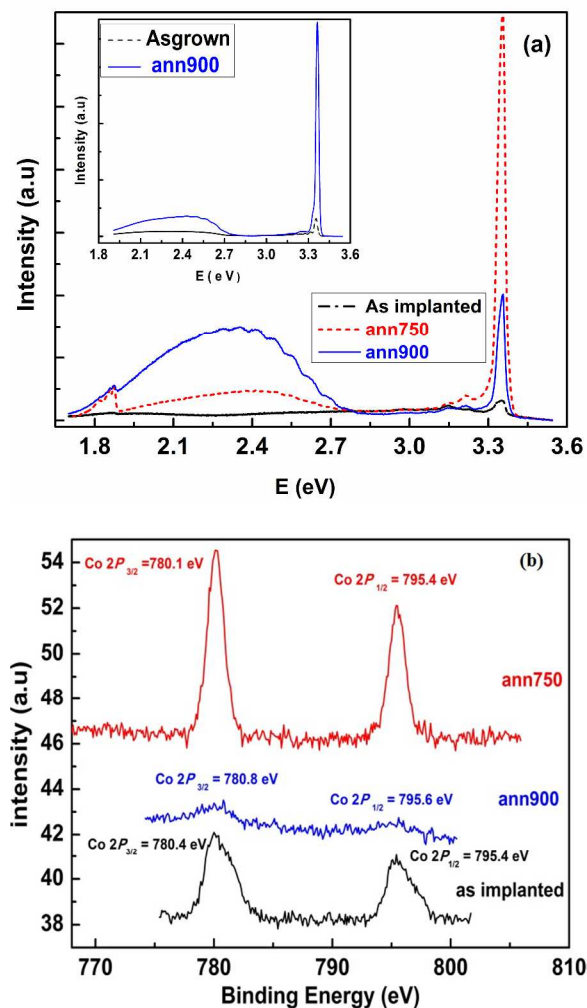 (a)
Asgrown
ann900
Intensity (a.u)
1.8 2.1 2.4 2.7 3.0 3.3 3.6
E ( e V )
Intensity (a.u)
As implanted
ann750
ann900
1.8 2.1 2.4 2.7 3.0 3.3 3.6
E (eV)
(b)
intensity (a.u)
54
52
50
48
46
44
42
40
38
Co 2P3/2 =780.1 eV
Co 2P1/2 =795.4 eV
ann750
Co 2P3/2 = 780.8 eV
Co 2P1/2 = 795.6 eV
ann900
Co 2P3/2 = 780.4 eV
Co 2P1/2 = 795.4 eV
as implanted
770 780 790 800 810
Binding Energy (eV)